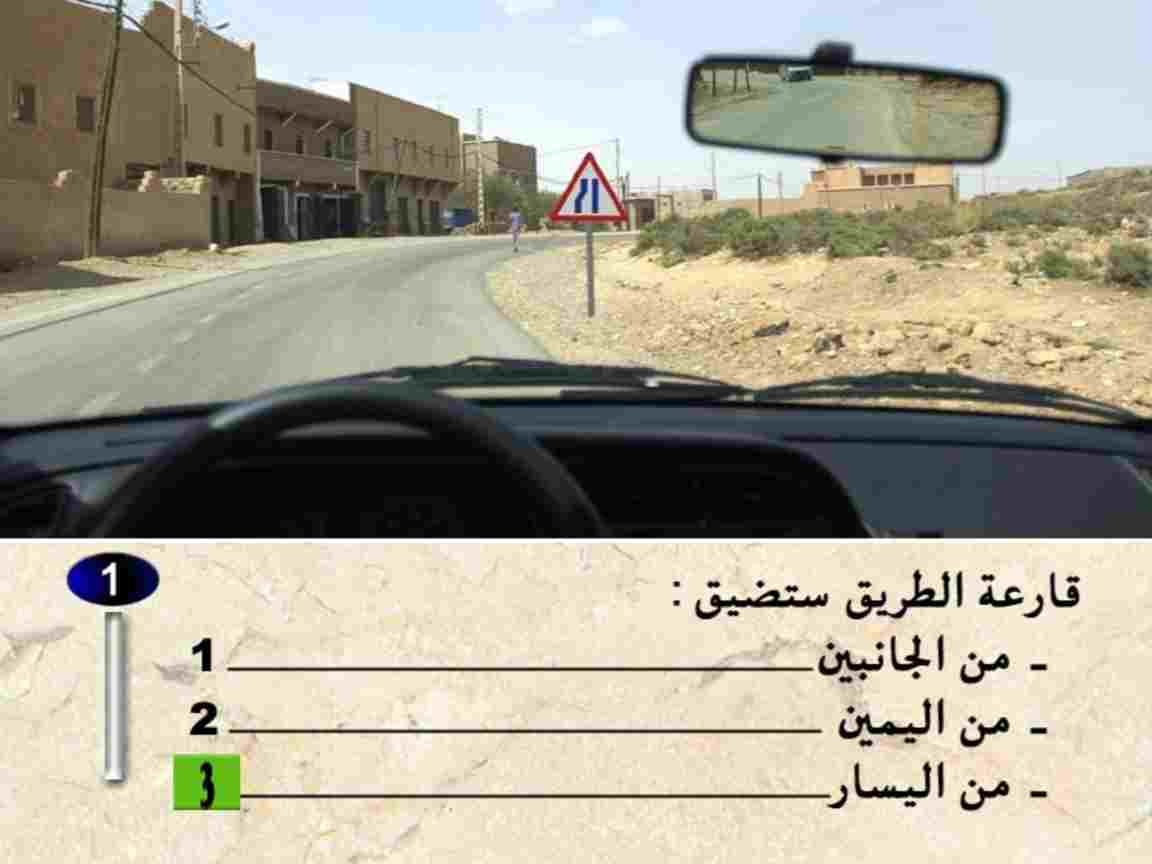 1
قارعة الطريق ستضيق :
- من الجانبين 1
- من اليمين 2
- من اليسار 3